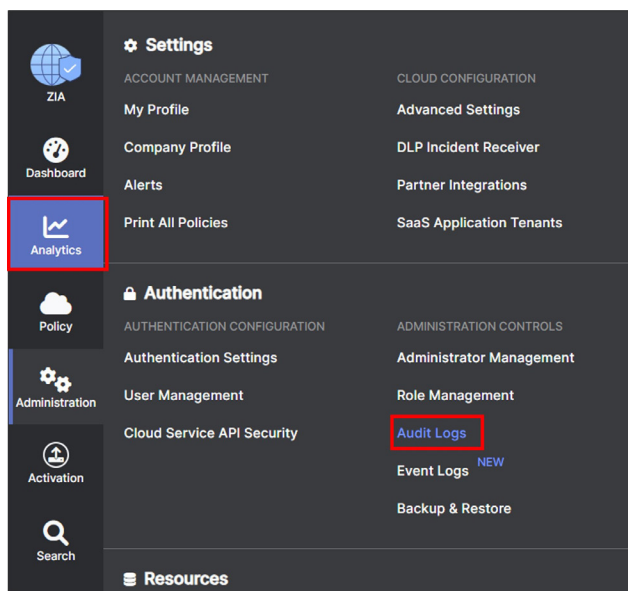 ZIA
Dashboard
Analytics
Policy
Administration
Activation
Search
Settings
ACCOUNT MANAGEMENT
My Profile
Company Profile
Alerts
Print All Policies
CLOUD CONFIGURATION
Advanced Settings
DLP Incident Receiver
Partner Integrations
SaaS Application Tenants
Authentication
AUTHENTICATION CONFIGURATION
Authentication Settings
User Management
Cloud Service API Security
ADMINISTRATION CONTROLS
Administrator Management
Role Management
Audit Logs
Event Logs NEW
Backup & Restore
Resources